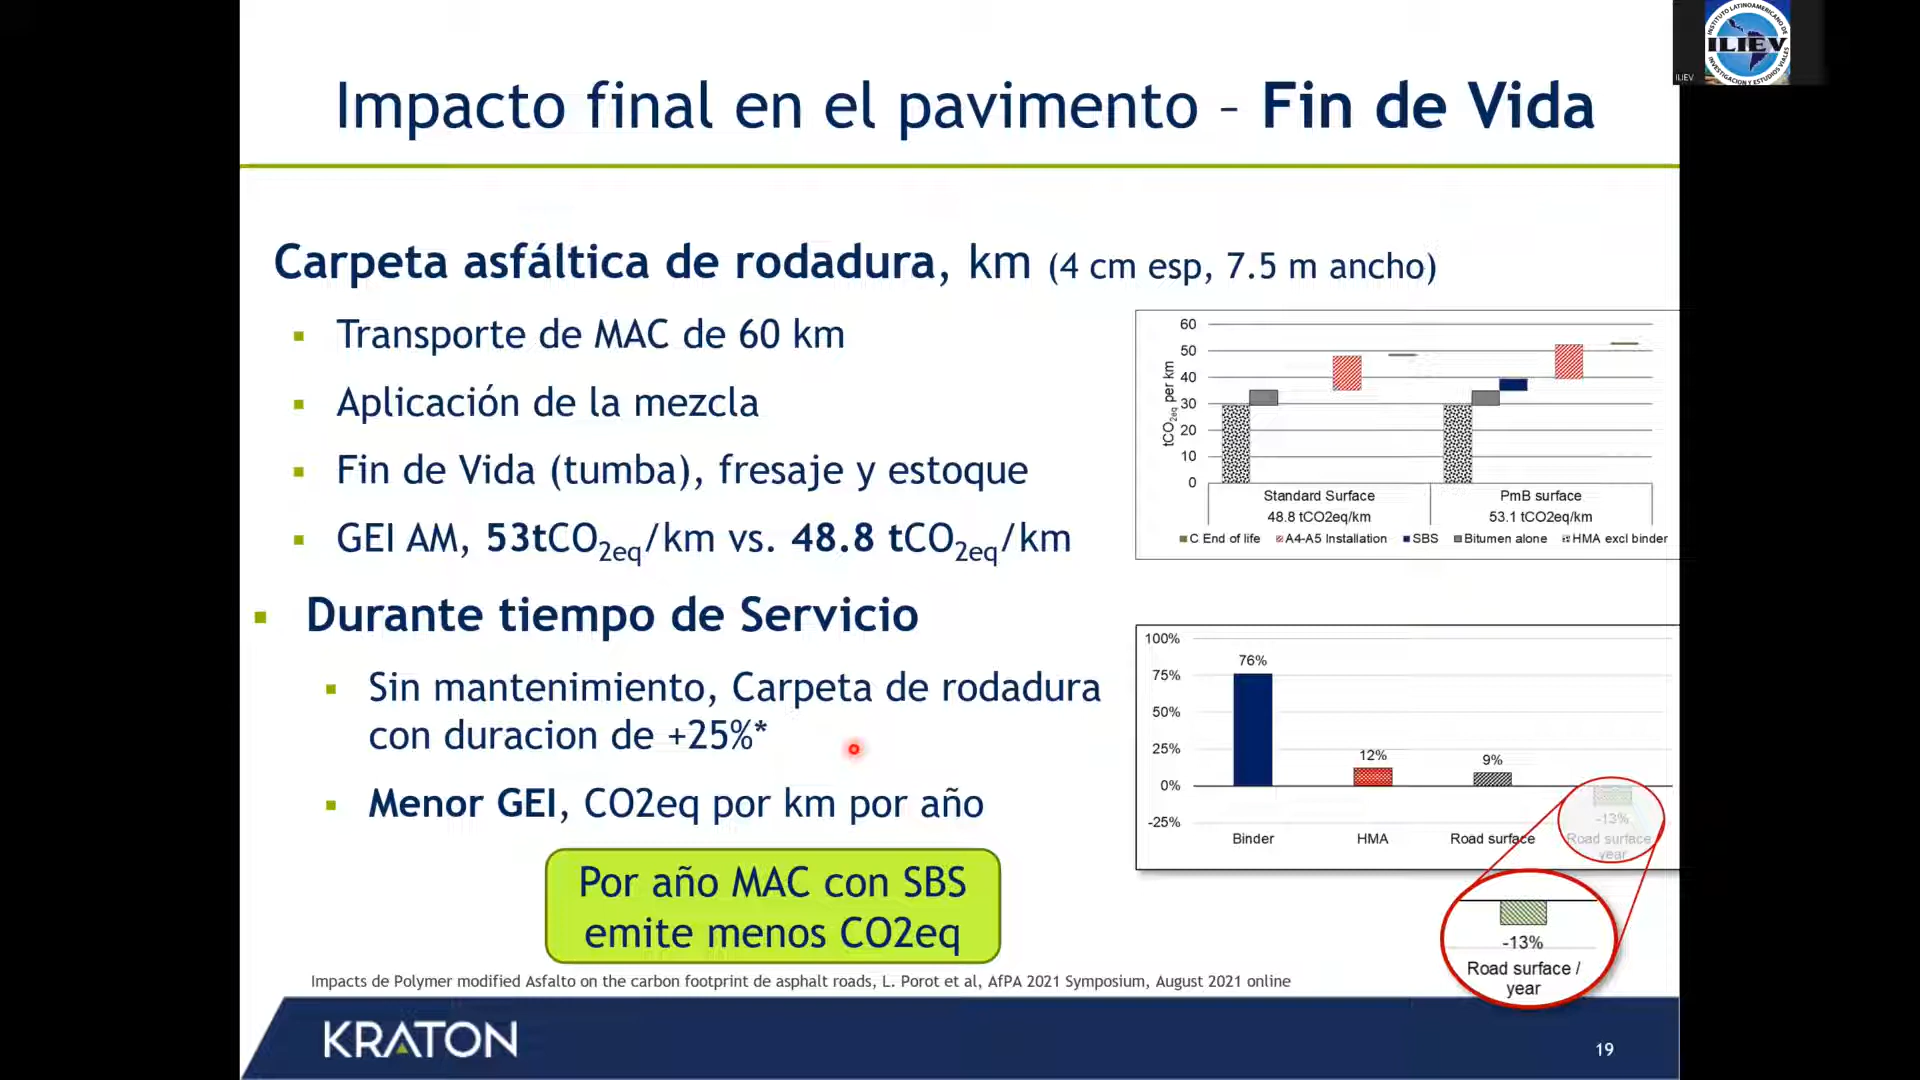 INSTITUTO LATINOAMERICANO DE
ILIEV
INVESTIGACION Y ESTUDIOS VIALES
ILIEV
Impacto final en el pavimento – Fin de Vida
Carpeta asfáltica de rodadura, km (4 cm esp, 7.5 m ancho)
Transporte de MAC de 60 km
Aplicación de la mezcla
Fin de Vida (tumba), fresaje y estoque
GEI AM, 53tCO2eq/km vs. 48.8 tCO2eq/km
Durante tiempo de Servicio
Sin mantenimiento, Carpeta de rodadura
con duracion de +25%*
Menor GEI, CO2eq por km por año
Por año MAC con SBS
emite menos CO2eq
60
50
40
30
20
10
0
tCO2eq per km
Standard Surface
PmB surface
48.8 tCO2eq/km
53.1 tCO2eq/km
C End of life
A4-A5 Installation
SBS
Bitumen alone
HMA excl binder
100%
75%
50%
25%
0%
-25%
76%
12%
9%
-13%
Binder
HMA
Road surface
Road surface
year
-13%
Road surface /
year
Impacts de Polymer modified Asfalto on the carbon footprint de asphalt roads, L. Porot et al, AfPA 2021 Symposium, August 2021 online
KRATON
19